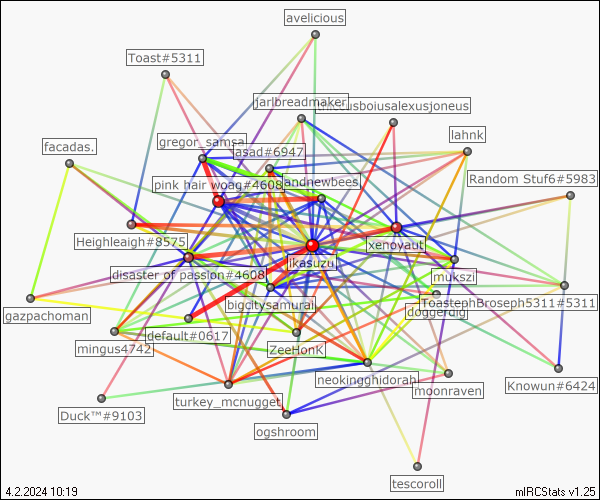 avelicious
Toast#5311
jarlbreadmaker
cusboiusalexusjoneus
gregor_samsa
lahnk
facadas.
asad#6947
pink hair woag#4608
andnewbees
Random Stuf6#5983
Heighleaigh#8575
xenoyaut
ikasuzu
disaster of passion#4608
mukszi
bigcitysamurai
ToastephBroseph5311#5311
gazpachoman
doggerdig
default#0617
mingus4742
ZeeHonK
neokingghidorah
moonraven
Knowun#6424
turkey_mcnugget
Duck™#9103
ogshroom
tescoroll
4.2.2024 10:19
mIRCStats v1.25